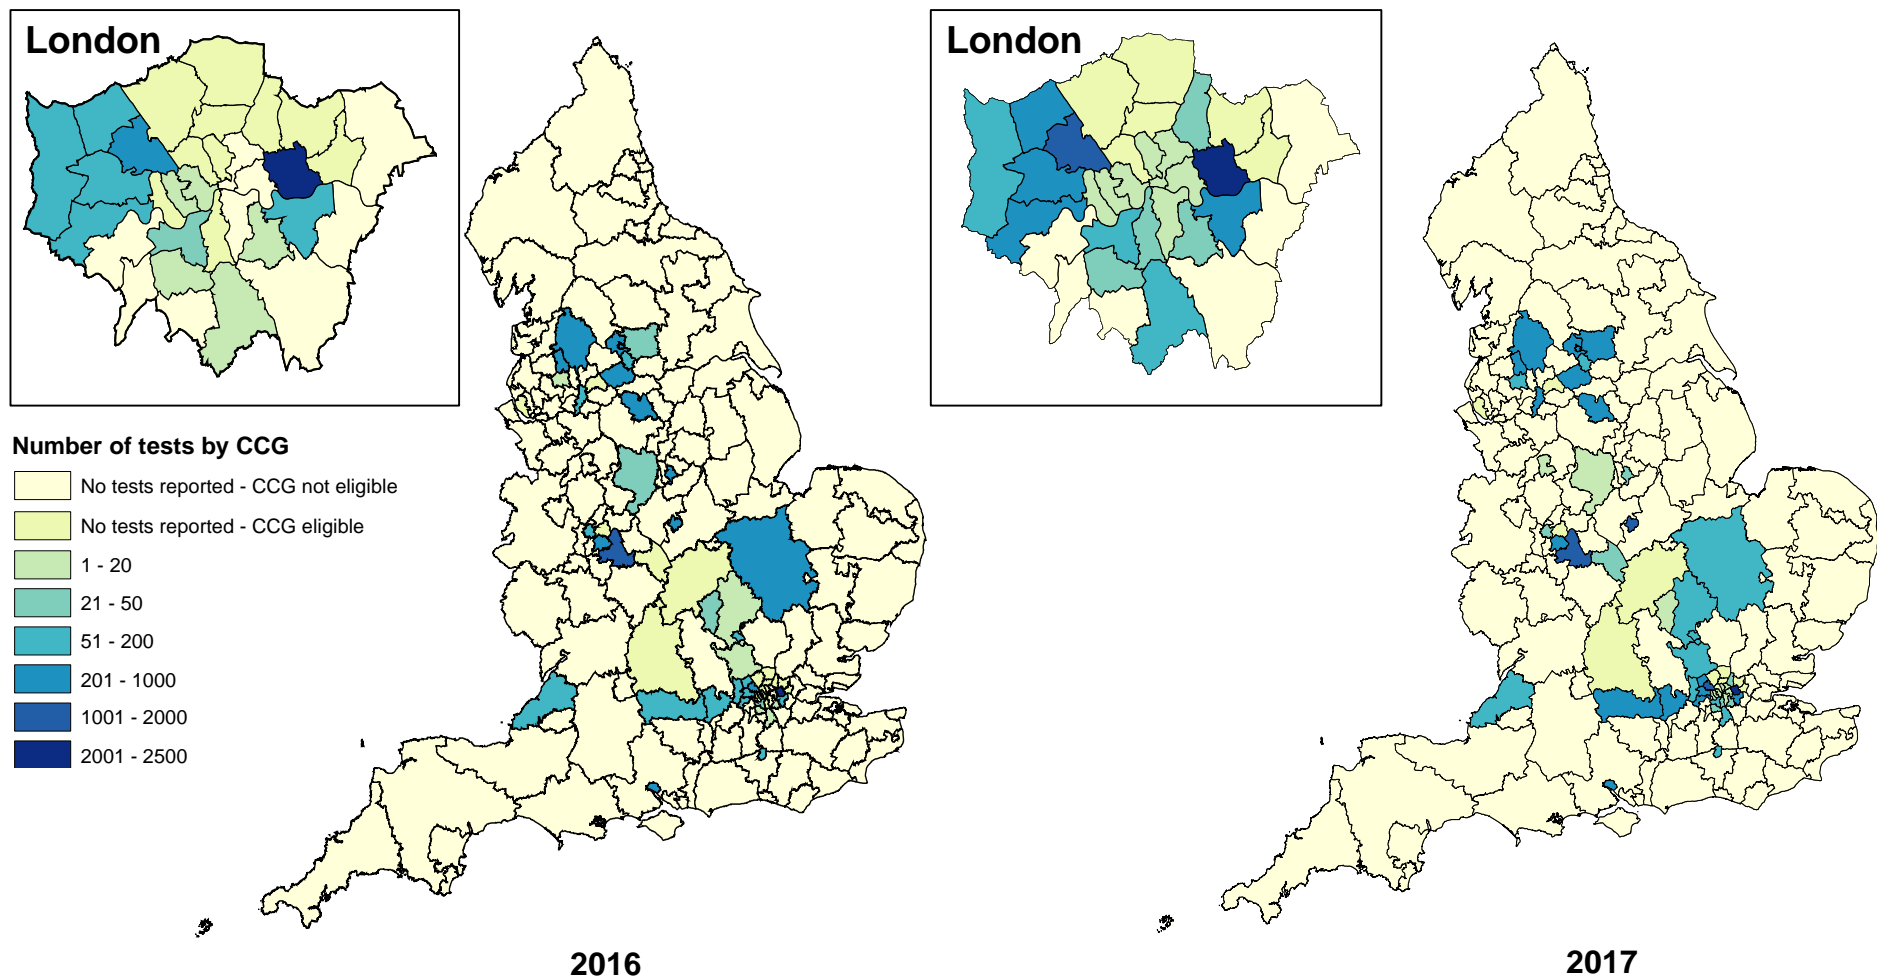 London
London
Number of tests by CCG
No tests reported - CCG not eligible
No tests reported - CCG eligible
1 - 20
21 - 50
51 - 200
201 - 1000
1001 - 2000
2001 - 2500
2016
2017